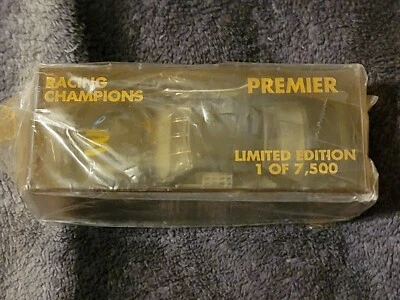 RACING
CHAMPIONS
PREMIER
LIMITED EDITION
1 OF 7,500